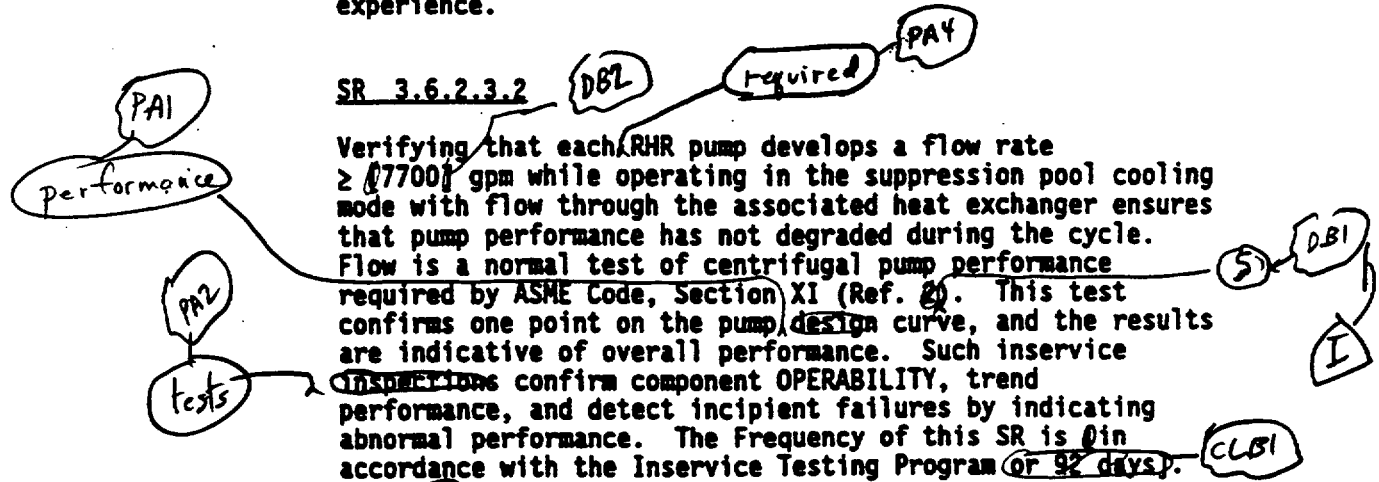 experience.
PA4
required
SR 3.6.2.3.2
DB2
PA1
performance
Verifying that each RHR pump develops a flow rate
≥ [7700] gpm while operating in the suppression pool cooling
mode with flow through the associated heat exchanger ensures
that pump performance has not degraded during the cycle.
Flow is a normal test of centrifugal pump performance
5
DB1
required by ASME Code, Section XI (Ref. 2). This test
PA2
confirms one point on the pump design curve, and the results
I
are indicative of overall performance. Such inservice
tests
inspections confirm component OPERABILITY, trend
performance, and detect incipient failures by indicating
abnormal performance. The Frequency of this SR is [in
accordance with the Inservice Testing Program or 92 days].
CLB1